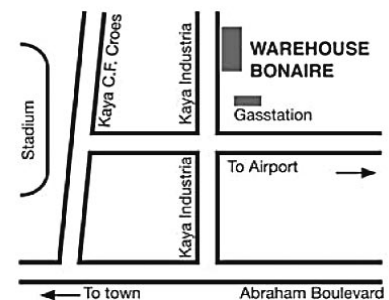 Kaya C.F. Croes
Kaya Industria
WAREHOUSE
BONAIRE
Gasstation
Stadium
To Airport
Kaya Industria
To town
Abraham Boulevard